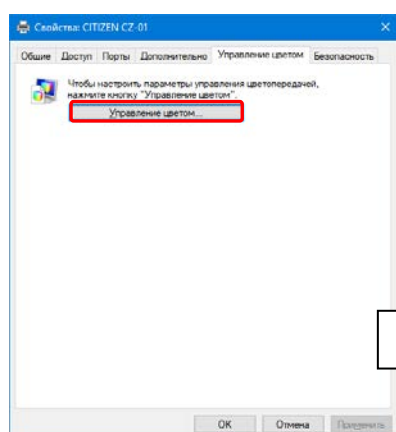 Свойства: CITIZEN CZ-01
Общие Доступ Порты Дополнительно Управление цветом Безопасность
Чтобы настроить параметры управления цветопередачей,
нажмите кнопку "Управление цветом".
Управление цветом...
OK Отмена Применить